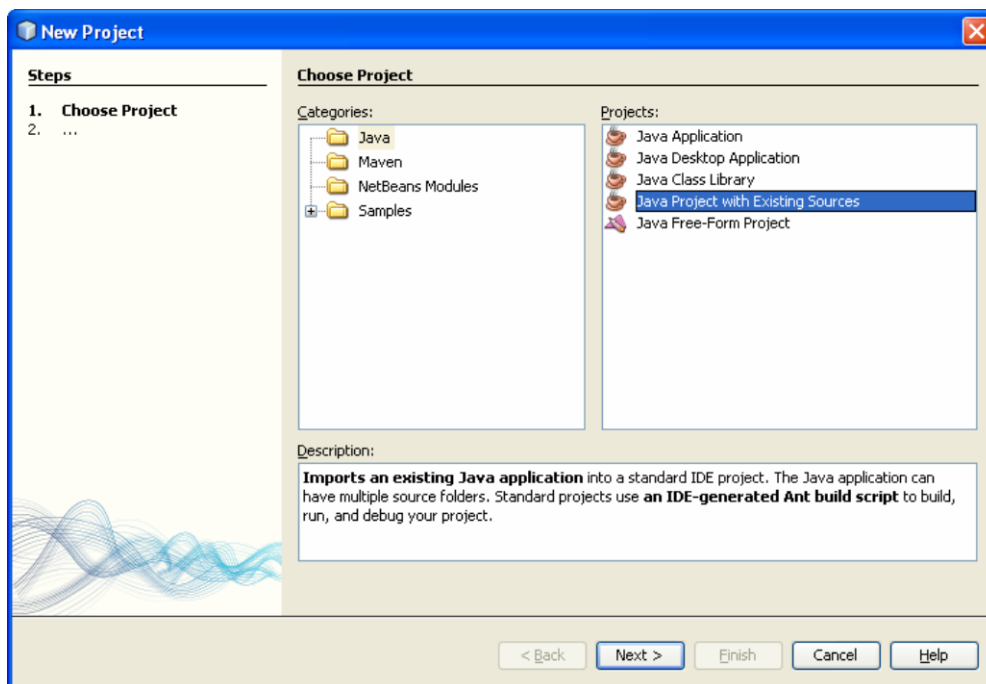 New Project
Steps
1. Choose Project
2. ...
Choose Project
Categories:
Java
Maven
NetBeans Modules
Samples
Projects:
Java Application
Java Desktop Application
Java Class Library
Java Project with Existing Sources
Java Free-Form Project
Description:
Imports an existing Java application into a standard IDE project. The Java application can
have multiple source folders. Standard projects use an IDE-generated Ant build script to build,
run, and debug your project.
< Back
Next >
Finish
Cancel
Help